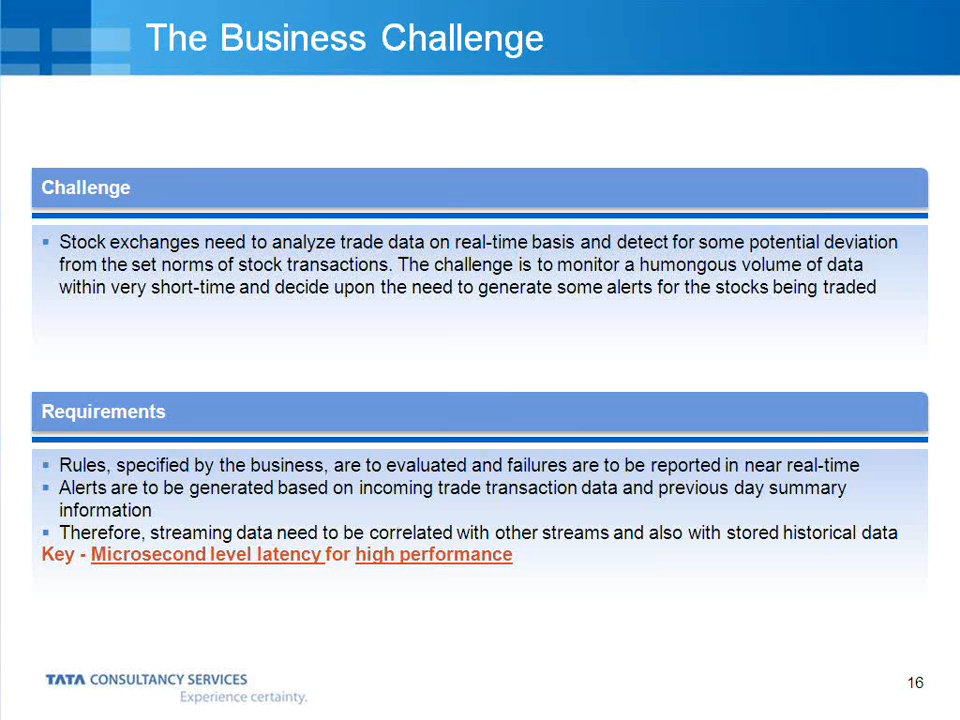 The Business Challenge
Challenge
▪ Stock exchanges need to analyze trade data on real-time basis and detect for some potential deviation
from the set norms of stock transactions. The challenge is to monitor a humongous volume of data
within very short-time and decide upon the need to generate some alerts for the stocks being traded
Requirements
▪ Rules, specified by the business, are to evaluated and failures are to be reported in near real-time
▪ Alerts are to be generated based on incoming trade transaction data and previous day summary
information
▪ Therefore, streaming data need to be correlated with other streams and also with stored historical data
Key - Microsecond level latency for high performance
TATA CONSULTANCY SERVICES
Experience certainty.
16